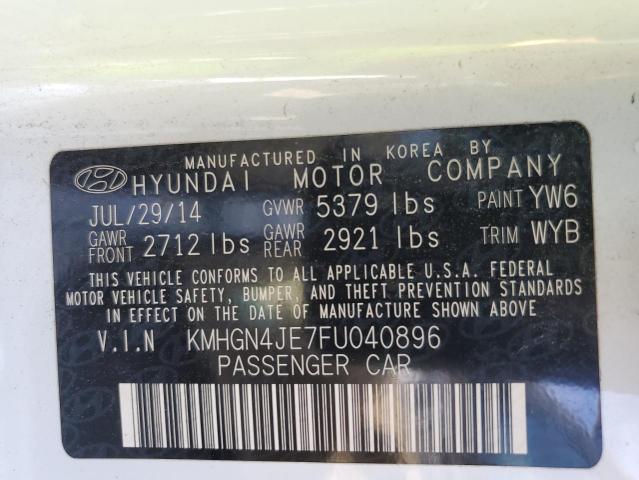 MANUFACTURED IN KOREA BY
HYUNDAI MOTOR COMPANY
JUL/29/14 GVWR 5379 lbs PAINT YW6
GAWR FRONT 2712 lbs GAWR REAR 2921 lbs TRIM WYB
THIS VEHICLE CONFORMS TO ALL APPLICABLE U.S.A. FEDERAL
MOTOR VEHICLE SAFETY, BUMPER, AND THEFT PREVENTION STANDARDS
IN EFFECT ON THE DATE OF MANUFACTURE SHOWN ABOVE
V.I.N KMHGN4JE7FU040896
PASSENGER CAR